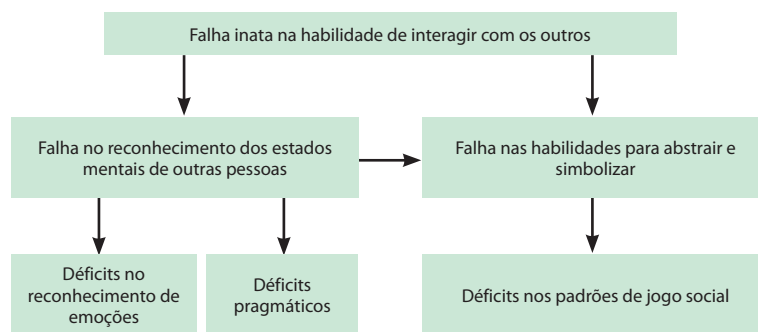 Falha inata na habilidade de interagir com os outros
Falha no reconhecimento dos estados
mentais de outras pessoas
Falha nas habilidades para abstrair e
simbolizar
Déficits no
reconhecimento de
emoções
Déficits
pragmáticos
Déficits nos padrões de jogo social